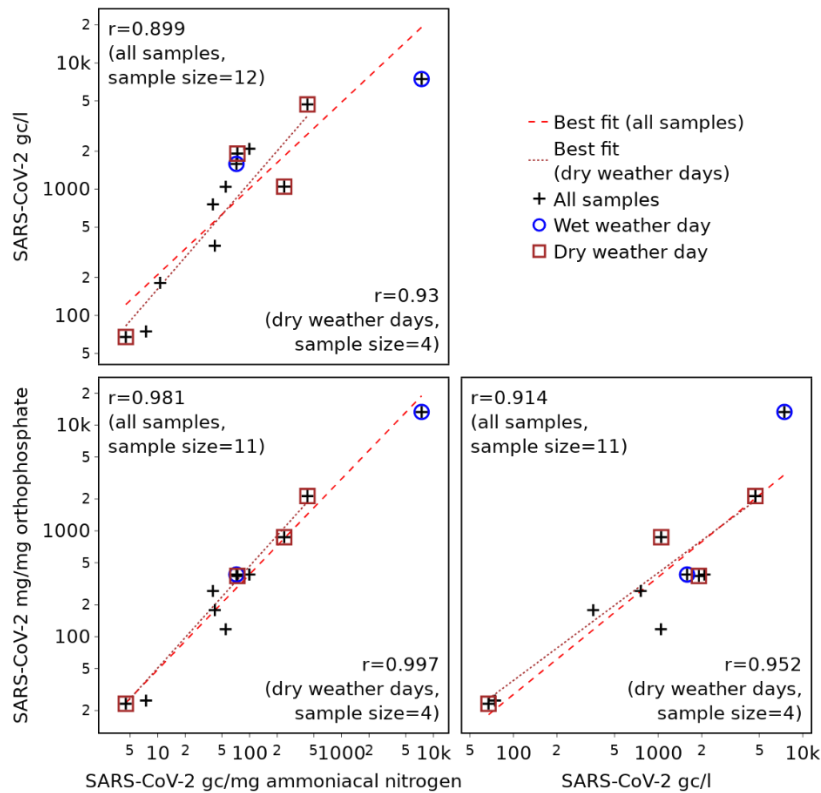 r=0.899
(all samples,
sample size=12)
r=0.93
(dry weather days,
sample size=4)
2
10k
5
2
1000
5
2
100
5
SARS-CoV-2 gc/l
Best fit (all samples)
Best fit
(dry weather days)
All samples
Wet weather day
Dry weather day
r=0.981
(all samples,
sample size=11)
r=0.997
(dry weather days,
sample size=4)
2
10k
5
2
1000
5
2
100
5
2
SARS-CoV-2 mg/mg orthophosphate
5 10 2 5 100 2 5 1000 2 5 10k
SARS-CoV-2 gc/mg ammoniacal nitrogen
r=0.914
(all samples,
sample size=11)
r=0.952
(dry weather days,
sample size=4)
5 100 2 5 1000 2 5 10k
SARS-CoV-2 gc/l